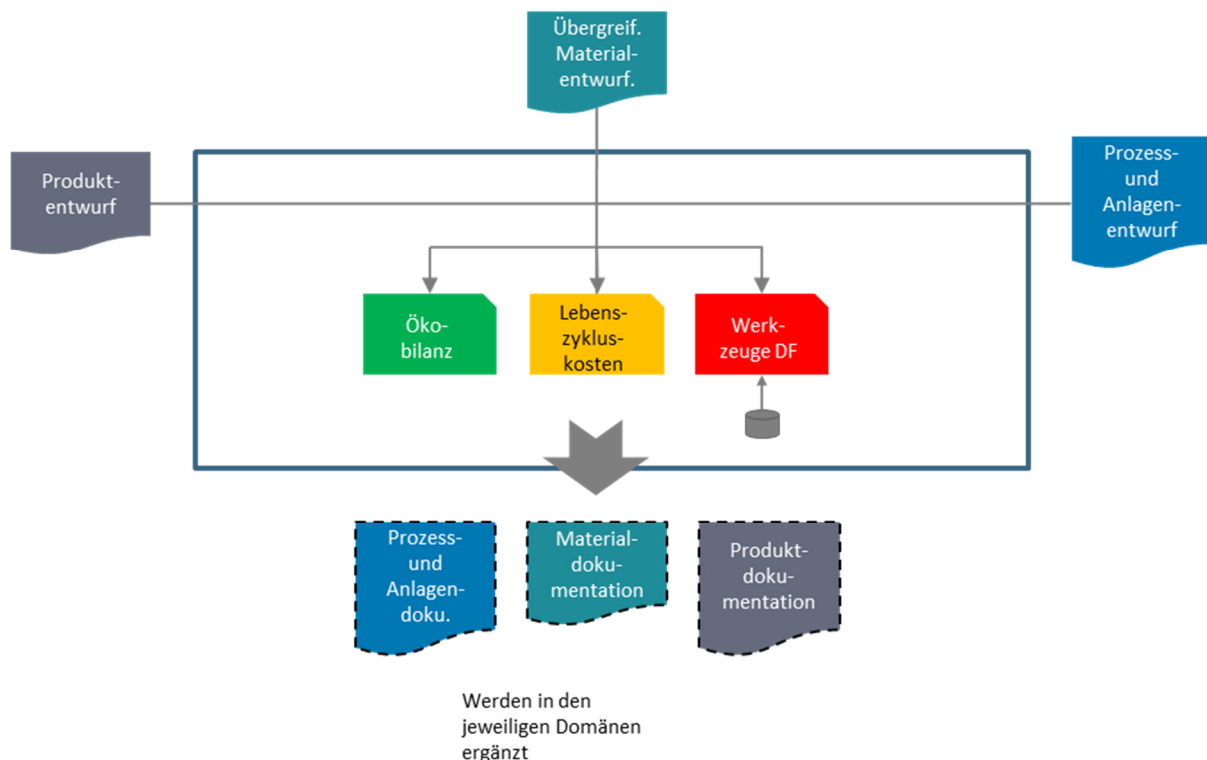 Übergreif.
Material-
entwurf.
Produkt-
entwurf
Prozess-
und
Anlagen-
entwurf
Öko-
bilanz
Lebens-
zyklus-
kosten
Werk-
zeuge DF
Prozess-
und
Anlagen-
doku.
Material-
doku-
mentation
Produkt-
doku-
mentation
Werden in den
jeweiligen Domänen
ergänzt